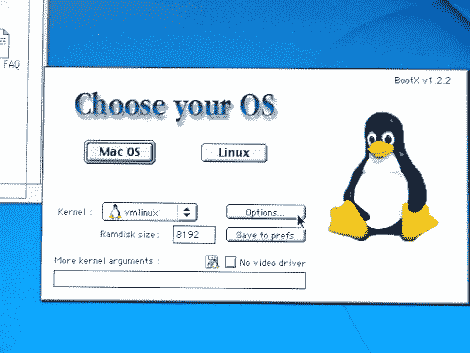 FAQ
BootX v1.2.2
Choose your OS
Mac OS
Linux
Kernel :
vmlinux
Options...
Ramdisk size:
8192
Save to prefs
More kernel arguments :
No video driver